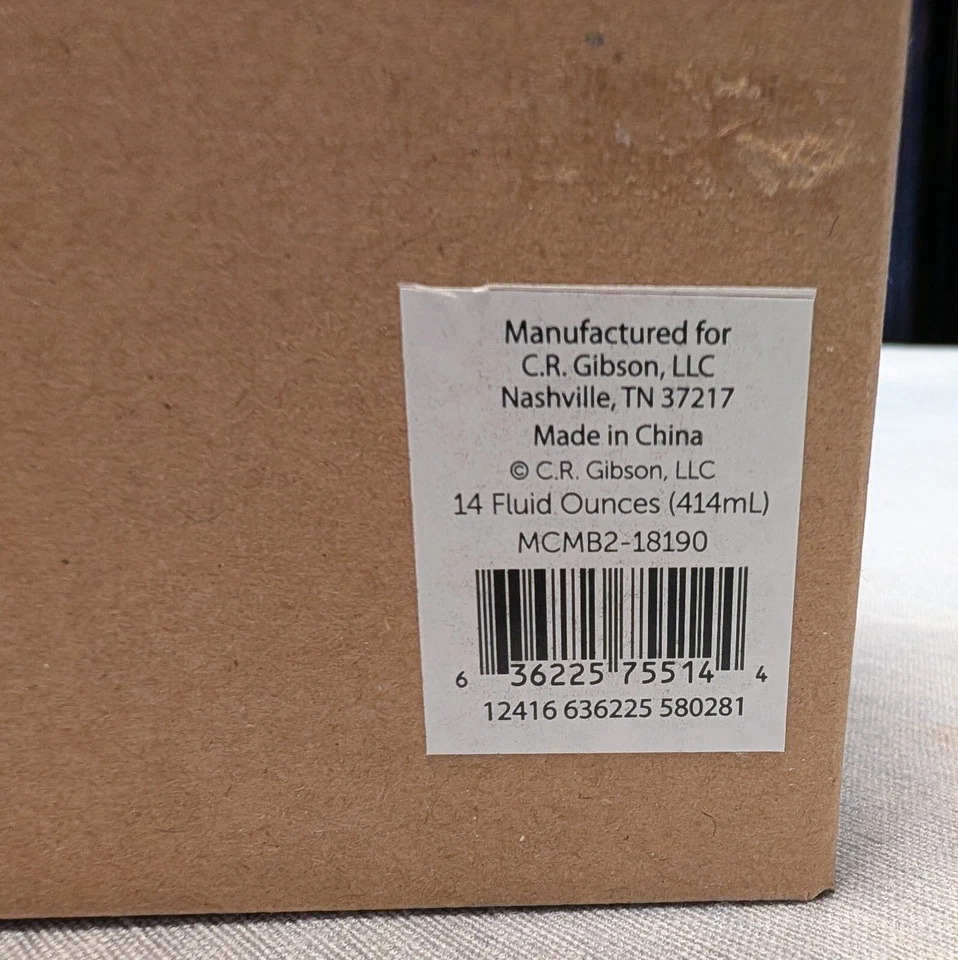 Manufactured for
C.R. Gibson, LLC
Nashville, TN 37217
Made in China
© C.R. Gibson, LLC
14 Fluid Ounces (414mL)
MCMB2-18190
6 36225 75514 4
12416 636225 580281